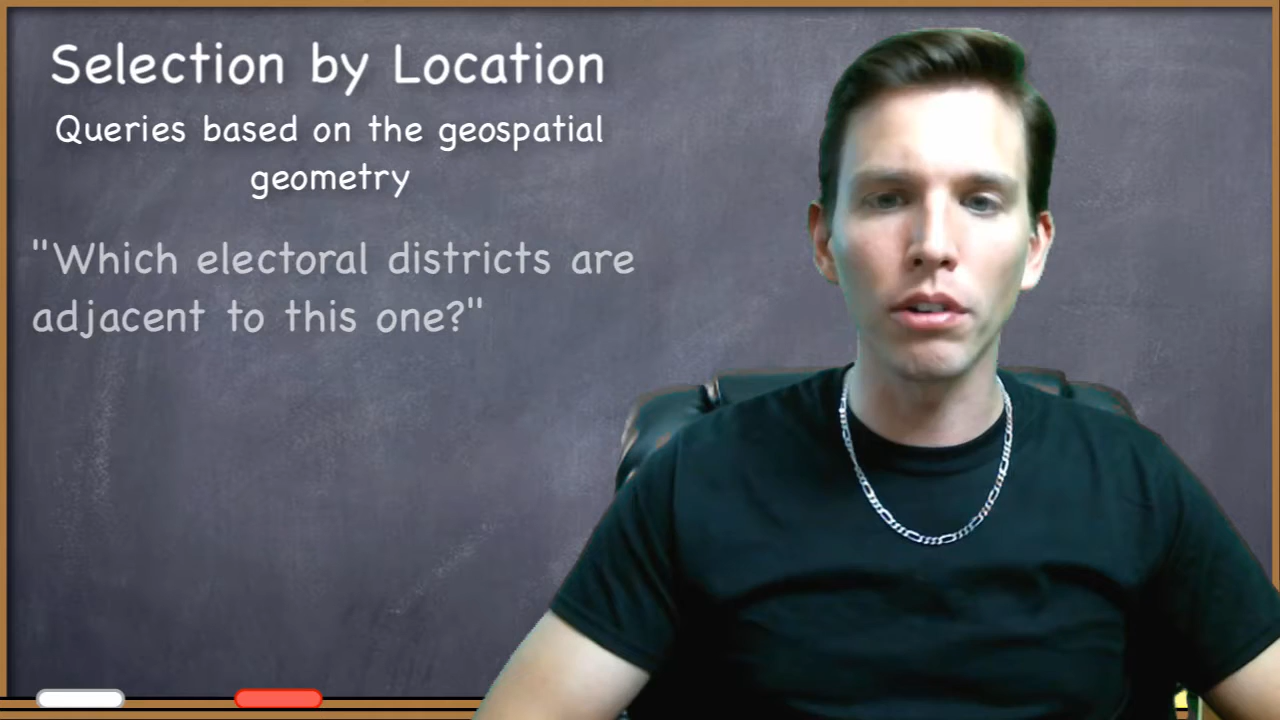 Selection by Location
Queries based on the geospatial
geometry
"Which electoral districts are
adjacent to this one?"